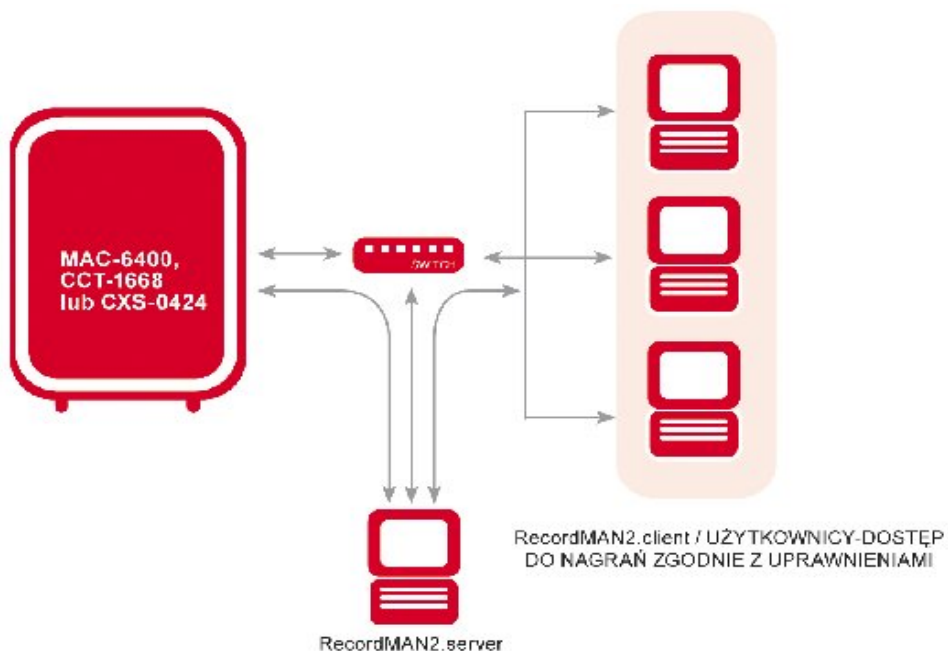 MAC-6400,
CCT-1668
lub CXS-0424
SWITCH
RecordMAN2.client / UŻYTKOWNICY-DOSTĘP
DO NAGRAŃ ZGODNIE Z UPRAWNIENIAMI
RecordMAN2.server